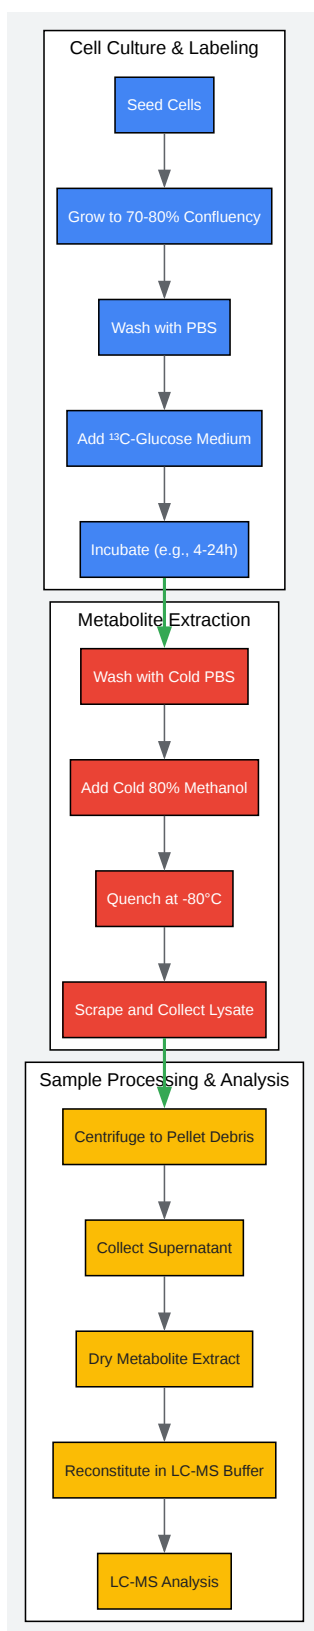 Cell Culture & Labeling
Seed Cells
Grow to 70-80% Confluency
Wash with PBS
Add ¹³C-Glucose Medium
Incubate (e.g., 4-24h)
Metabolite Extraction
Wash with Cold PBS
Add Cold 80% Methanol
Quench at -80°C
Scrape and Collect Lysate
Sample Processing & Analysis
Centrifuge to Pellet Debris
Collect Supernatant
Dry Metabolite Extract
Reconstitute in LC-MS Buffer
LC-MS Analysis